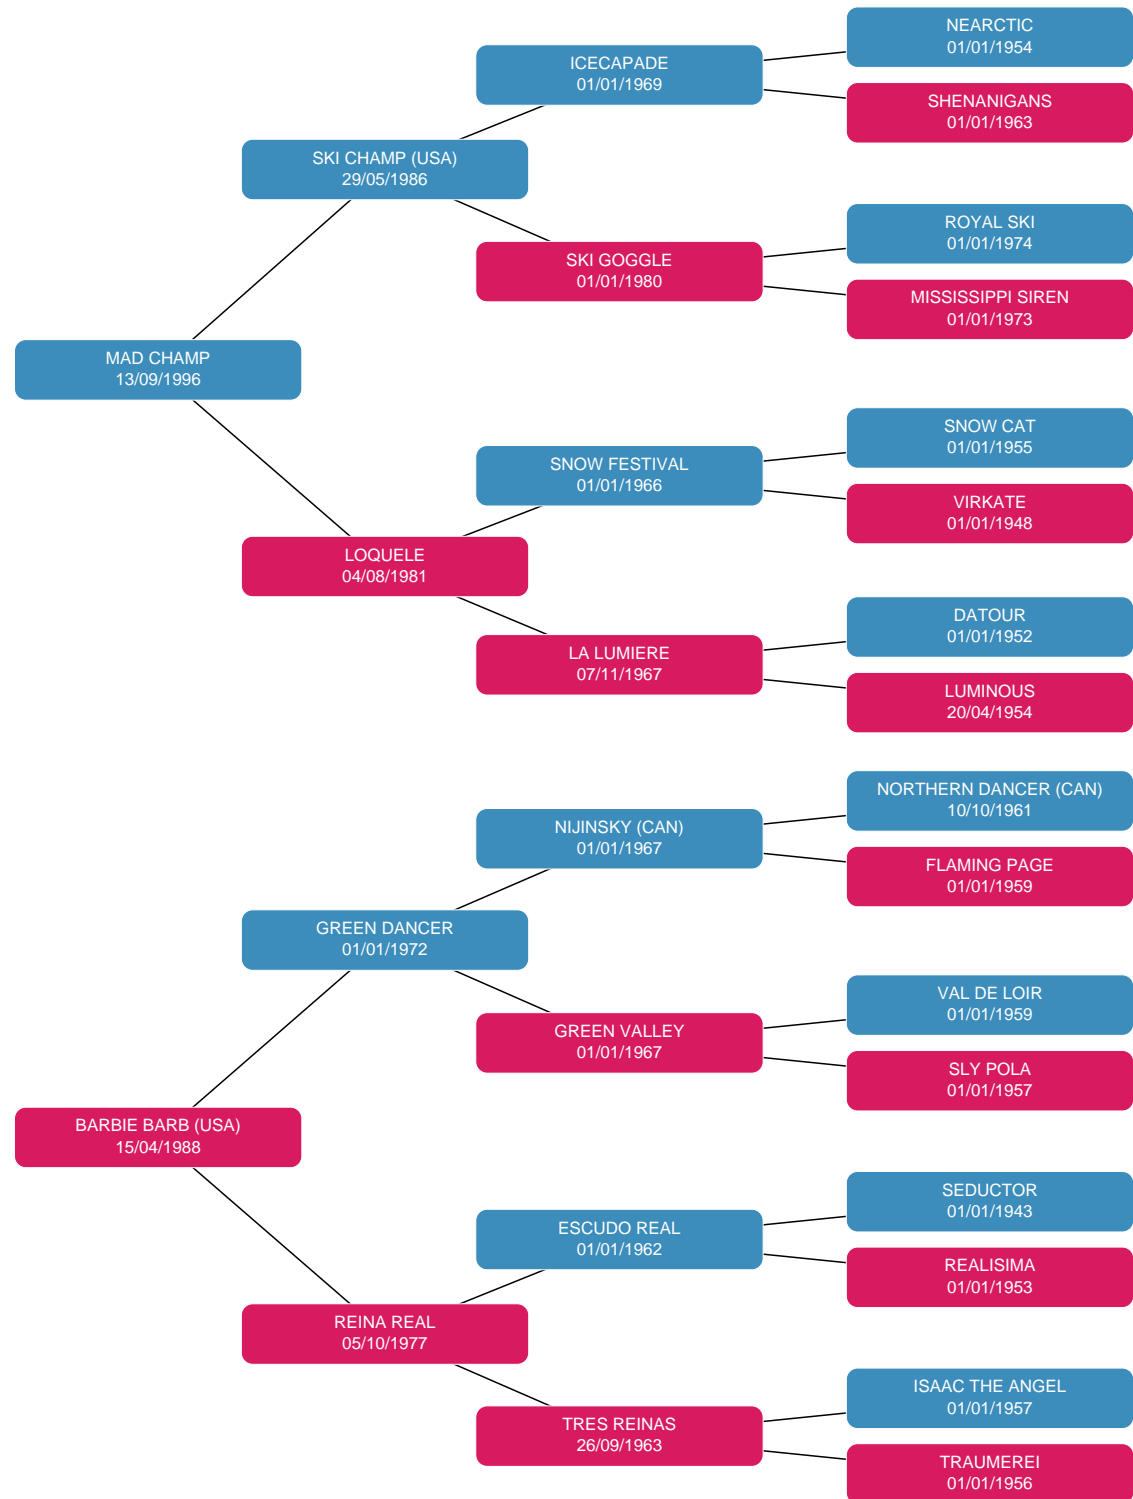 NEARCTIC
01/01/1954
ICECAPADE
01/01/1969
SHENANIGANS
01/01/1963
SKI CHAMP (USA)
29/05/1986
ROYAL SKI
01/01/1974
SKI GOGGLE
01/01/1980
MISSISSIPPI SIREN
01/01/1973
MAD CHAMP
13/09/1996
SNOW CAT
01/01/1955
SNOW FESTIVAL
01/01/1966
VIRKATE
01/01/1948
LOQUELE
04/08/1981
DATOUR
01/01/1952
LA LUMIERE
07/11/1967
LUMINOUS
20/04/1954
NORTHERN DANCER (CAN)
10/10/1961
NIJINSKY (CAN)
01/01/1967
FLAMING PAGE
01/01/1959
GREEN DANCER
01/01/1972
VAL DE LOIR
01/01/1959
GREEN VALLEY
01/01/1967
SLY POLA
01/01/1957
BARBIE BARB (USA)
15/04/1988
SEDUCTOR
01/01/1943
ESCUDO REAL
01/01/1962
REALISIMA
01/01/1953
REINA REAL
05/10/1977
ISAAC THE ANGEL
01/01/1957
TRES REINAS
26/09/1963
TRAUMEREI
01/01/1956